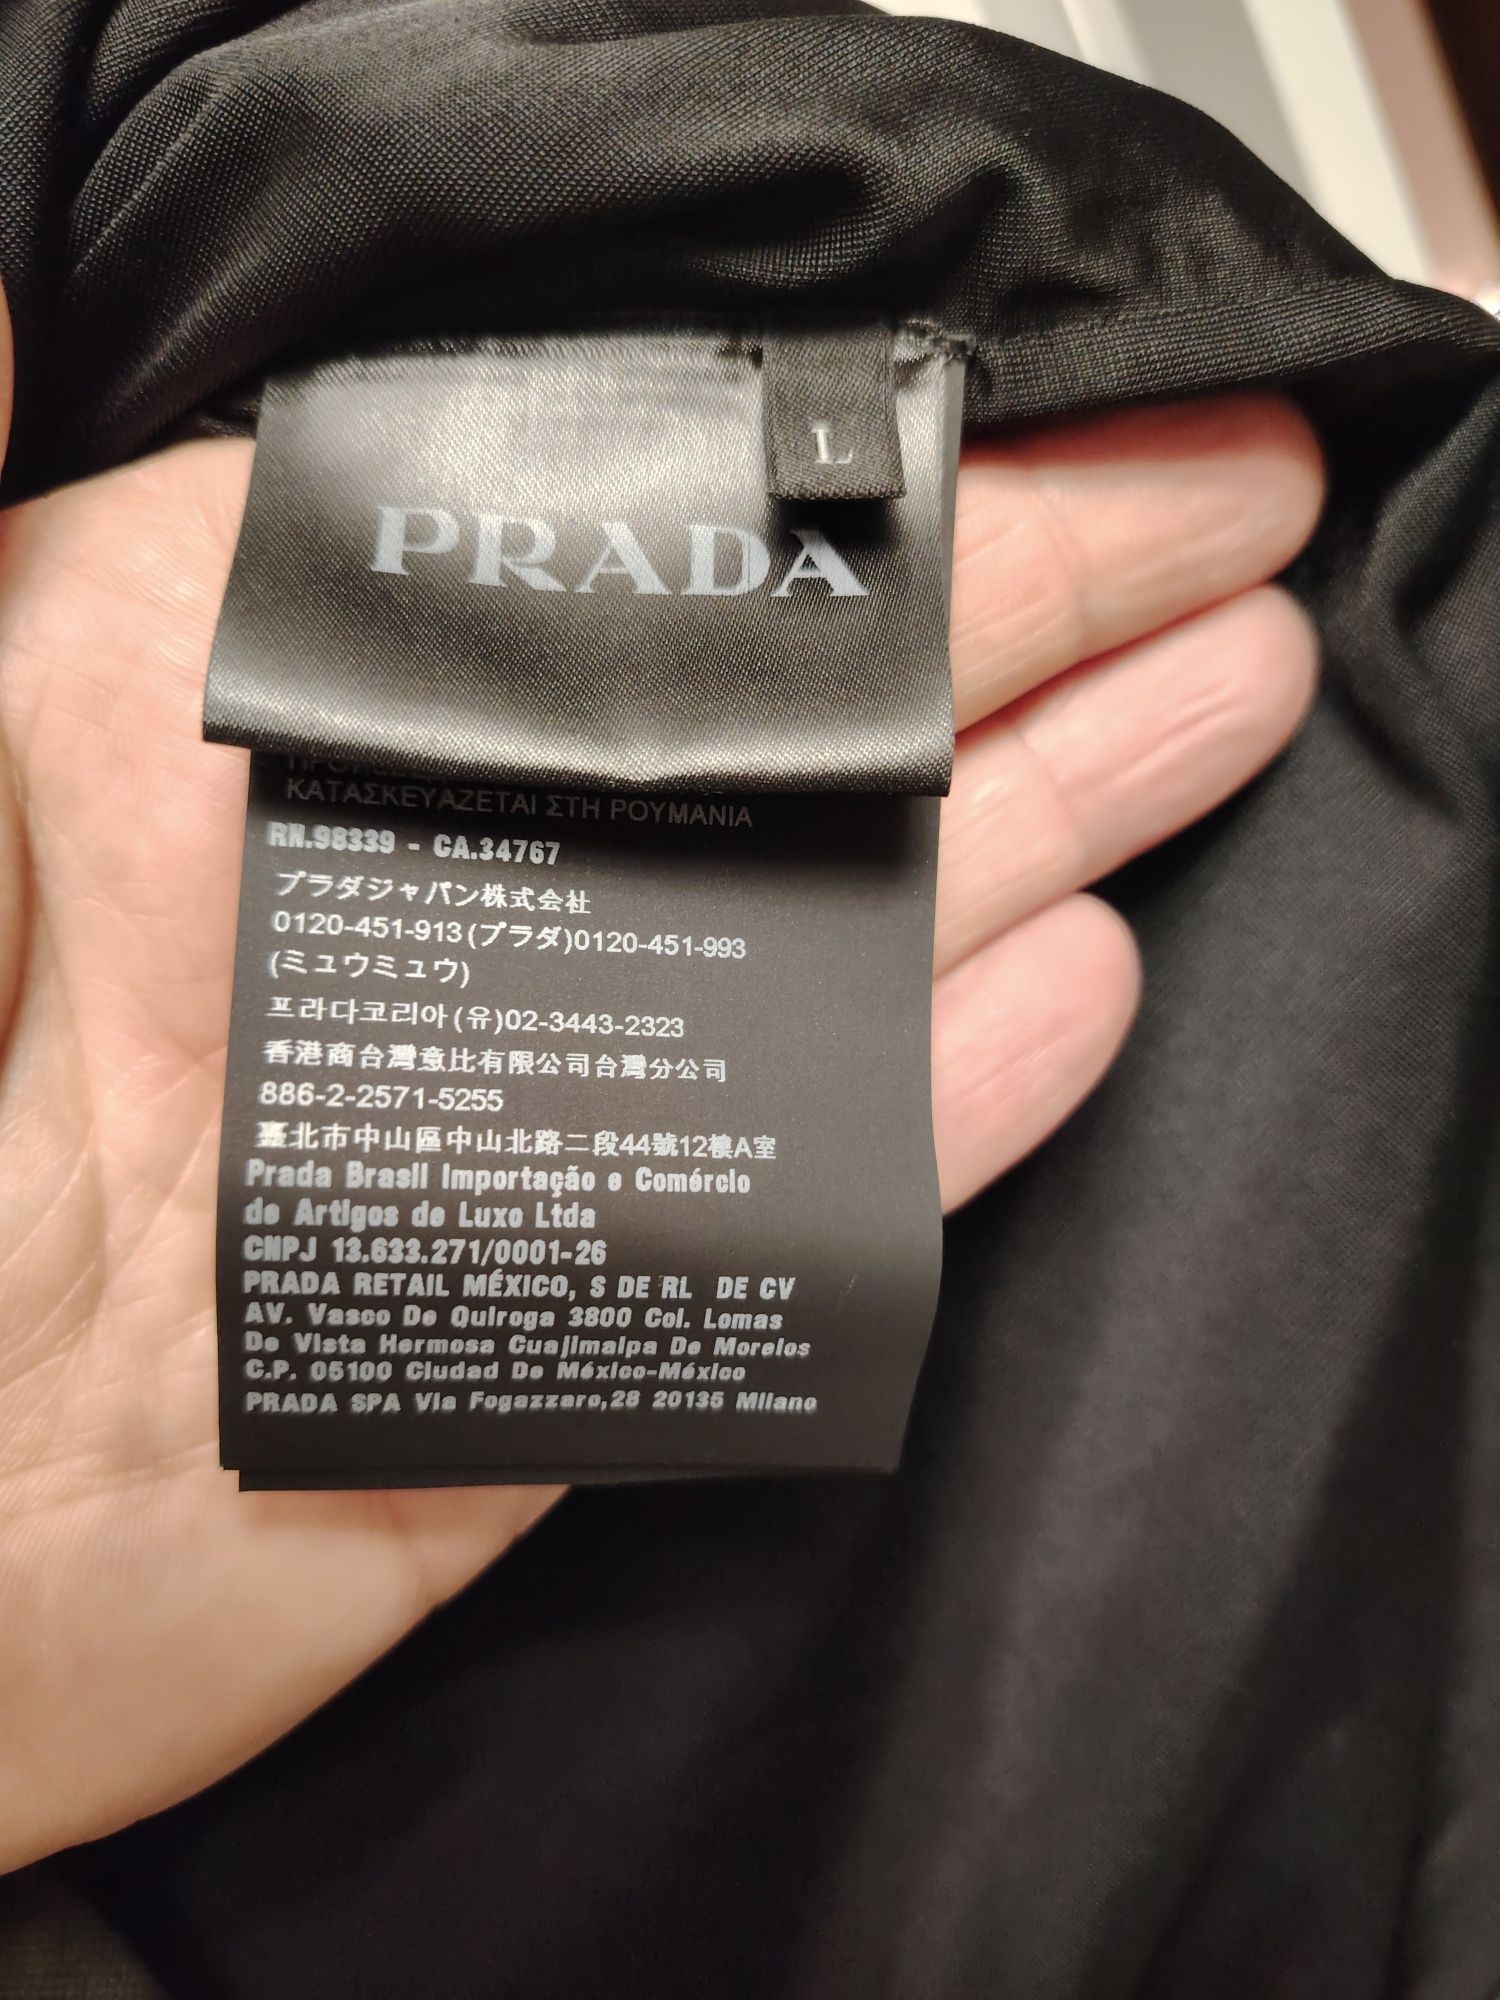 L
PRADA
ΚΑΤΑΣΚΕΥΑΖΕΤΑΙ ΣΤΗ ΡΟΥΜΑΝΙΑ
RN.98339 - CA.34767
プラダジャパン株式会社
0120-451-913(プラダ)0120-451-993
(ミュウミュウ)
프라다코리아(유)02-3443-2323
香港商台灣意比有限公司台灣分公司
886-2-2571-5255
臺北市中山區中山北路二段44號12樓A室
Prada Brasil Importação e Comércio
de Artigos de Luxo Ltda
CNPJ 13.633.271/0001-26
PRADA RETAIL MÉXICO, S DE RL DE CV
AV. Vasco De Quiroga 3800 Col. Lomas
De Vista Hermosa Cuajimalpa De Morelos
C.P. 05100 Ciudad De México-México
PRADA SPA Via Fogazzaro,28 20135 Milano